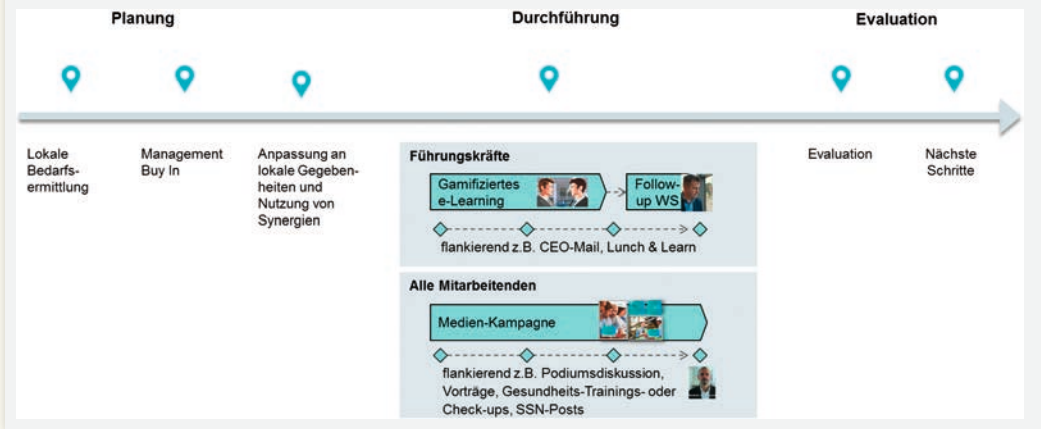 Planung
Durchführung
Evaluation
Lokale
Bedarfs-
ermittlung
Management
Buy In
Anpassung an
lokale Gegeben-
heiten und
Nutzung von
Synergien
Führungskräfte
Gamifiziertes
e-Learning
Follow-
up WS
flankierend z.B. CEO-Mail, Lunch & Learn
Alle Mitarbeitenden
Medien-Kampagne
flankierend z.B. Podiumsdiskussion,
Vorträge, Gesundheits-Trainings- oder
Check-ups, SSN-Posts
Evaluation
Nächste
Schritte